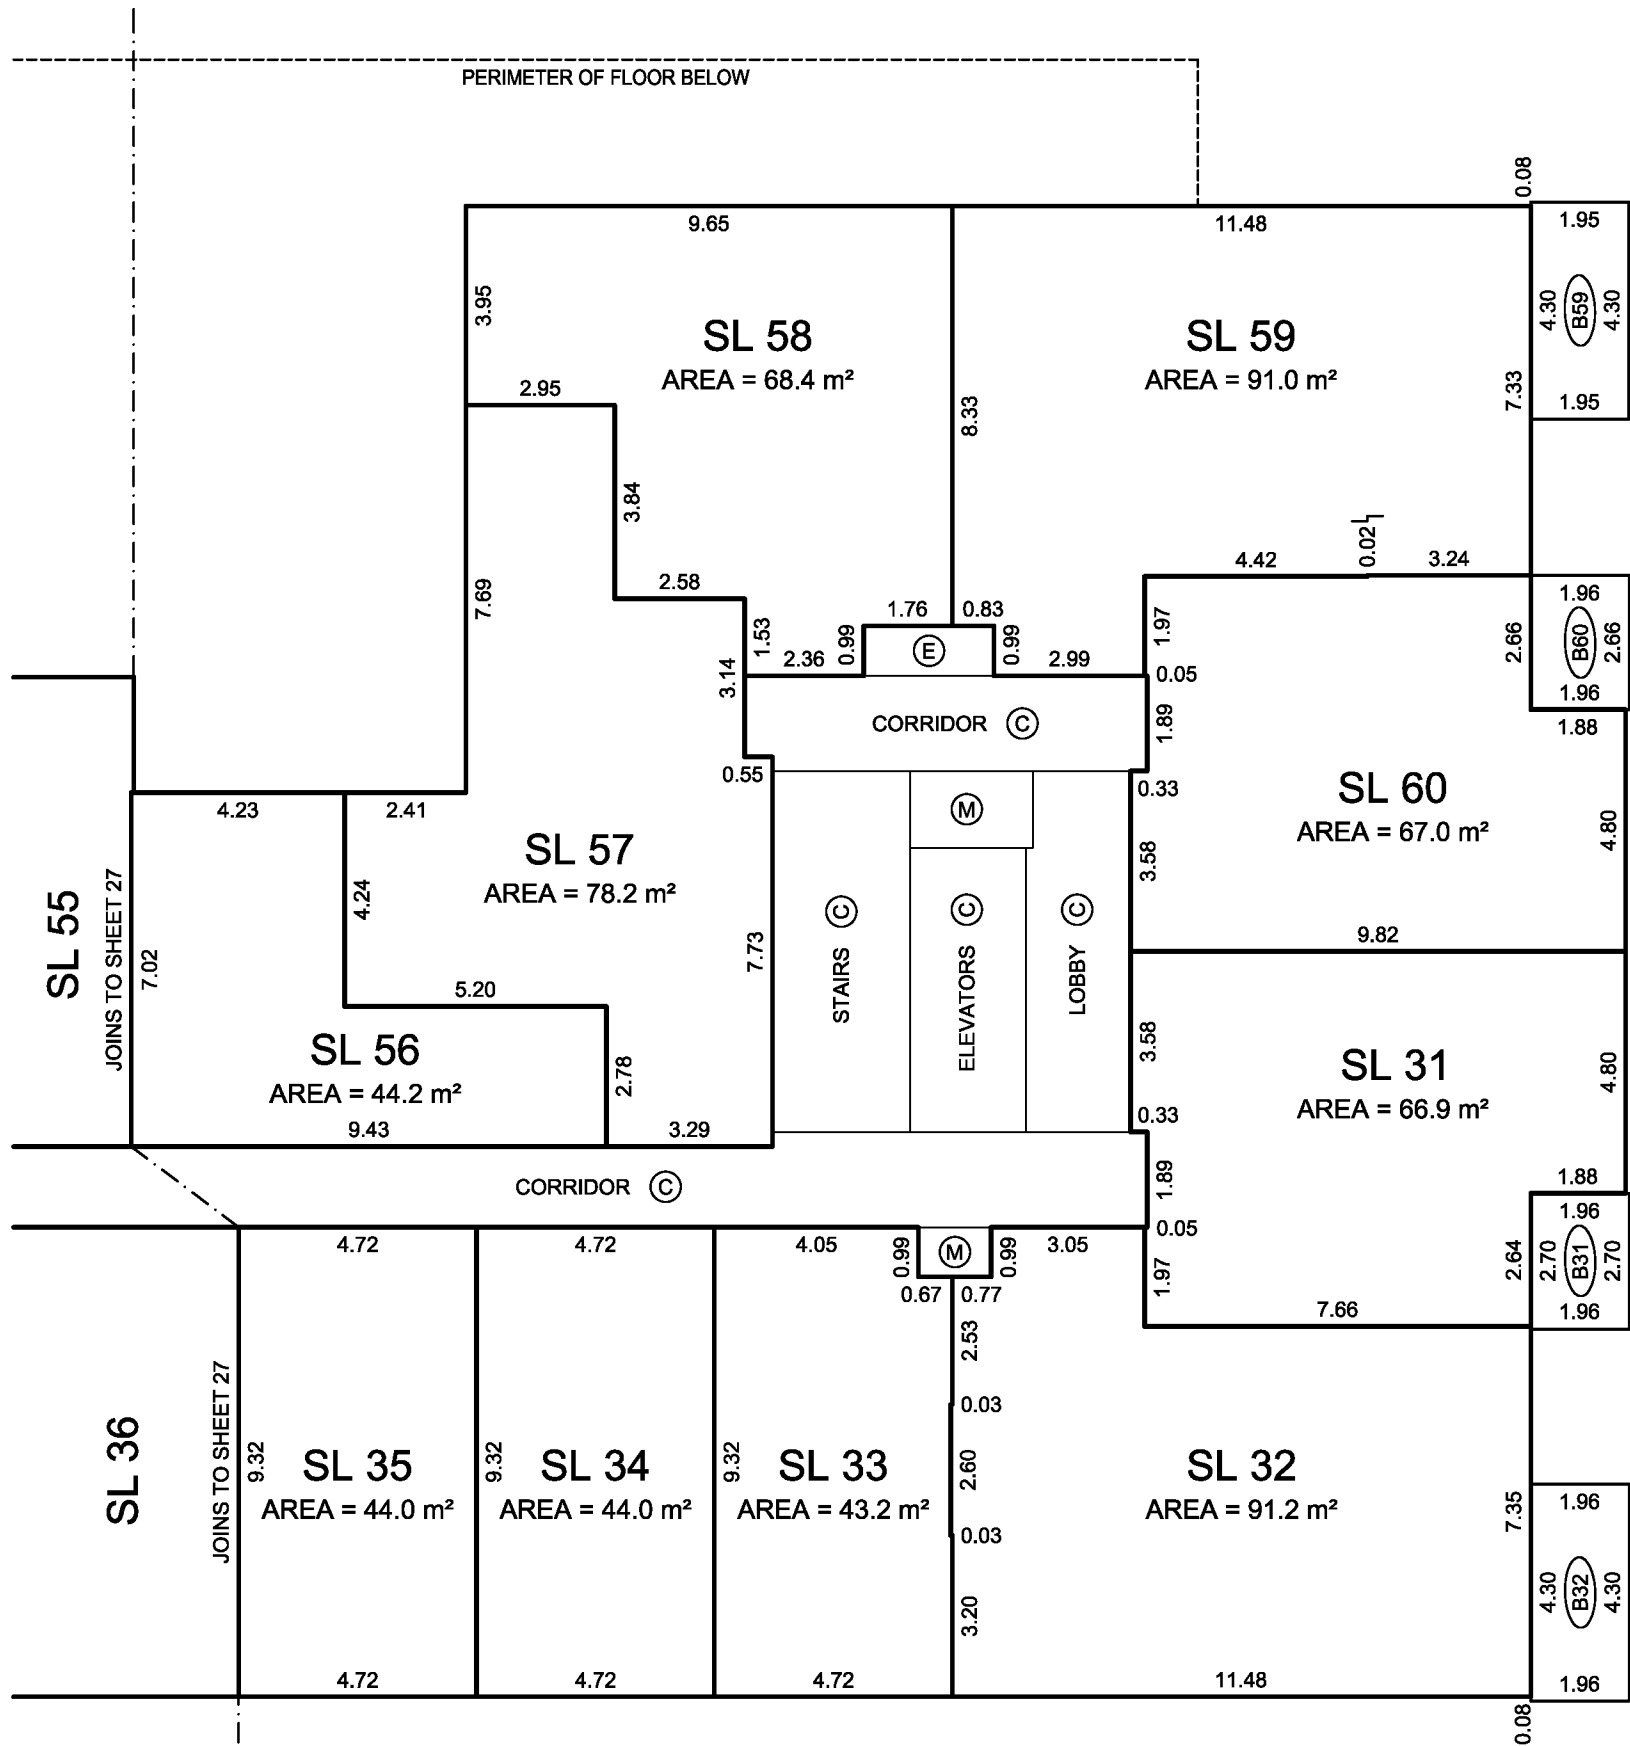 PERIMETER OF FLOOR BELOW
0.08
9.65
11.48
1.95
3.95
4.30
B59
4.30
SL 58
AREA = 68.4 m²
SL 59
AREA = 91.0 m²
2.95
8.33
7.33
1.95
3.84
0.02
4.42
3.24
7.69
2.58
1.76
0.83
1.96
1.53
0.99
E
0.99
1.97
2.66
B60
2.66
2.36
2.99
3.14
0.05
1.96
CORRIDOR C
1.89
1.88
0.55
0.33
4.23
2.41
M
SL 60
AREA = 67.0 m²
4.80
SL 57
AREA = 78.2 m²
3.58
4.24
SL 55
JOINS TO SHEET 27
7.02
7.73
STAIRS C
ELEVATORS C
LOBBY C
9.82
5.20
3.58
SL 56
AREA = 44.2 m²
2.78
SL 31
AREA = 66.9 m²
4.80
9.43
3.29
0.33
CORRIDOR C
1.89
1.88
1.96
0.05
4.72
4.72
4.05
0.99
M
0.99
3.05
1.97
2.64
2.70
B31
2.70
0.67
0.77
7.66
1.96
2.53
0.03
SL 36
JOINS TO SHEET 27
9.32
SL 35
AREA = 44.0 m²
9.32
SL 34
AREA = 44.0 m²
9.32
SL 33
AREA = 43.2 m²
2.60
SL 32
AREA = 91.2 m²
7.35
1.96
0.03
3.20
4.30
B32
4.30
4.72
4.72
4.72
11.48
1.96
0.08